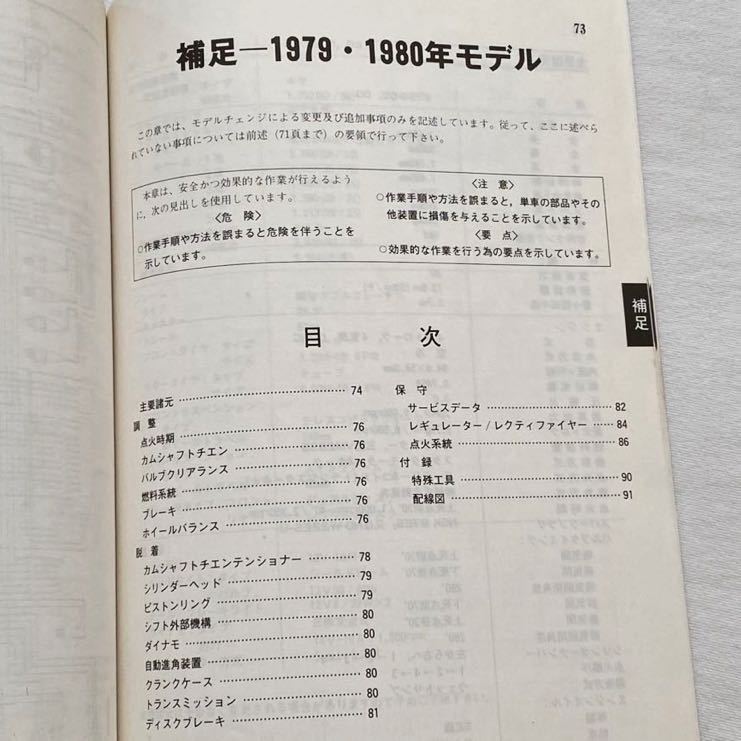 73
補足—1979・1980年モデル
この章では、モデルチェンジによる変更及び追加事項のみを記述しています。従って、ここに述べら
れていない事項については前述(71頁まで)の要領で行って下さい。
本章は、安全かつ効果的な作業が行えるよう
に、次の見出しを使用しています。
〈危 険〉
○作業手順や方法を誤まると危険を伴うことを
示しています。
〈注 意〉
○作業手順や方法を誤まると、単車の部品やその
他装置に損傷を与えることを示しています。
〈要 点〉
○効果的な作業を行う為の要点を示しています。
補足
目 次
主要諸元 74
調 整
点火時期 76
カムシャフトチエン 76
バルブクリアランス 76
燃料系統 76
ブレーキ 76
ホイールバランス 76
脱 着
カムシャフトチエンテンショナー 78
シリンダーヘッド 79
ピストンリング 79
シフト外部機構 80
ダイナモ 80
自動進角装置 80
クランクケース 80
トランスミッション 80
ディスクブレーキ 81
保 守
サービスデータ 82
レギュレーター/レクティファイヤー 84
点火系統 86
付 録
特殊工具 90
配線図 91